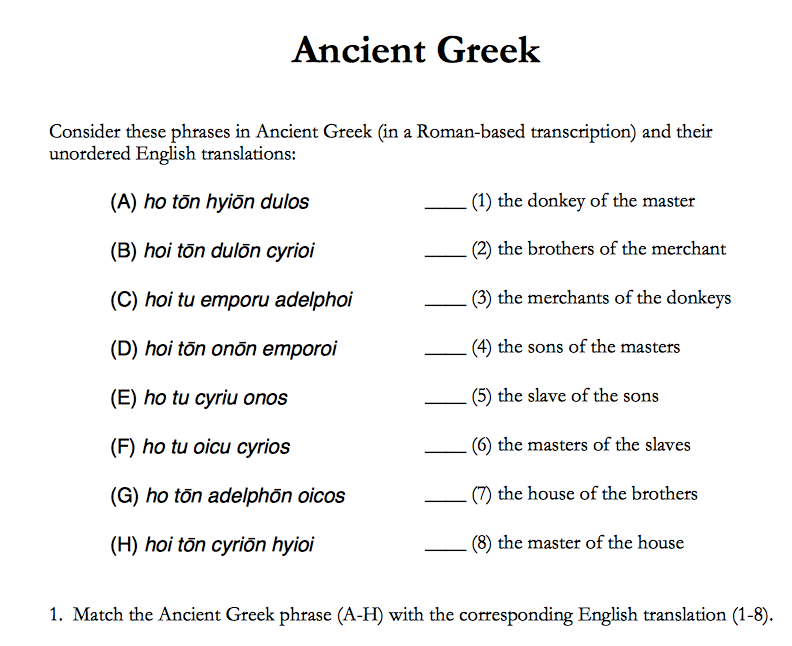 Ancient Greek
Consider these phrases in Ancient Greek (in a Roman-based transcription) and their
unordered English translations:
(A) ho tōn hyiōn dulos ____ (1) the donkey of the master
(B) hoi tōn dulōn cyrioi ____ (2) the brothers of the merchant
(C) hoi tu emporu adelphoi ____ (3) the merchants of the donkeys
(D) hoi tōn onōn emporoi ____ (4) the sons of the masters
(E) ho tu cyriu onos ____ (5) the slave of the sons
(F) ho tu oicu cyrios ____ (6) the masters of the slaves
(G) ho tōn adelphōn oicos ____ (7) the house of the brothers
(H) hoi tōn cyriōn hyioi ____ (8) the master of the house
1. Match the Ancient Greek phrase (A-H) with the corresponding English translation (1-8).